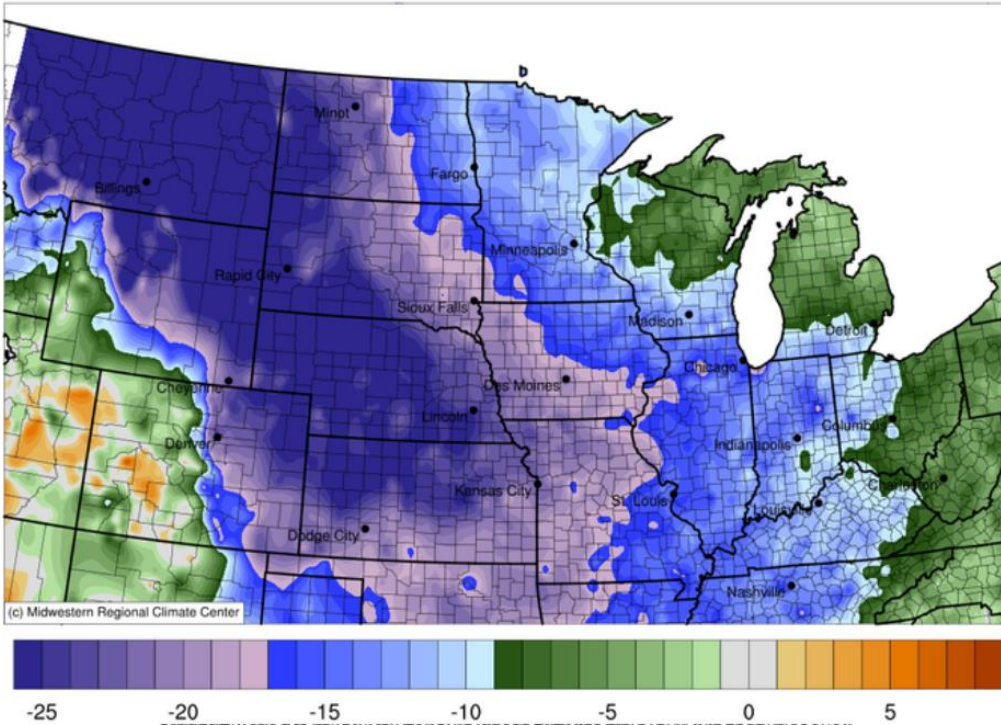 b
Minot
Fargo
Billings
Minneapolis
Rapid City
Sioux Falls
Madison
Detroit
Chicago
Cheyenne
Des Moines
Lincoln
Columbus
Denver
Indianapolis
Charleston
Kansas City
St. Louis
Louisville
Dodge City
Nashville
(c) Midwestern Regional Climate Center
-25 -20 -15 -10 -5 0 5